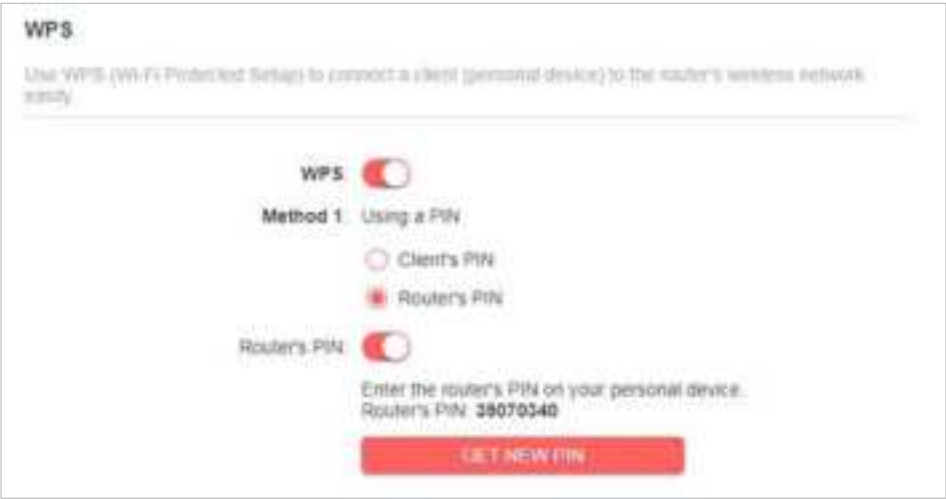 WPS
Use WPS (Wi-Fi Protected Setup) to connect a client (personal device) to the router's wireless network
easily.
WPS
Method 1 Using a PIN
Client's PIN
Router's PIN
Router's PIN
Enter the router's PIN on your personal device.
Router's PIN: 39070340
GET NEW PIN